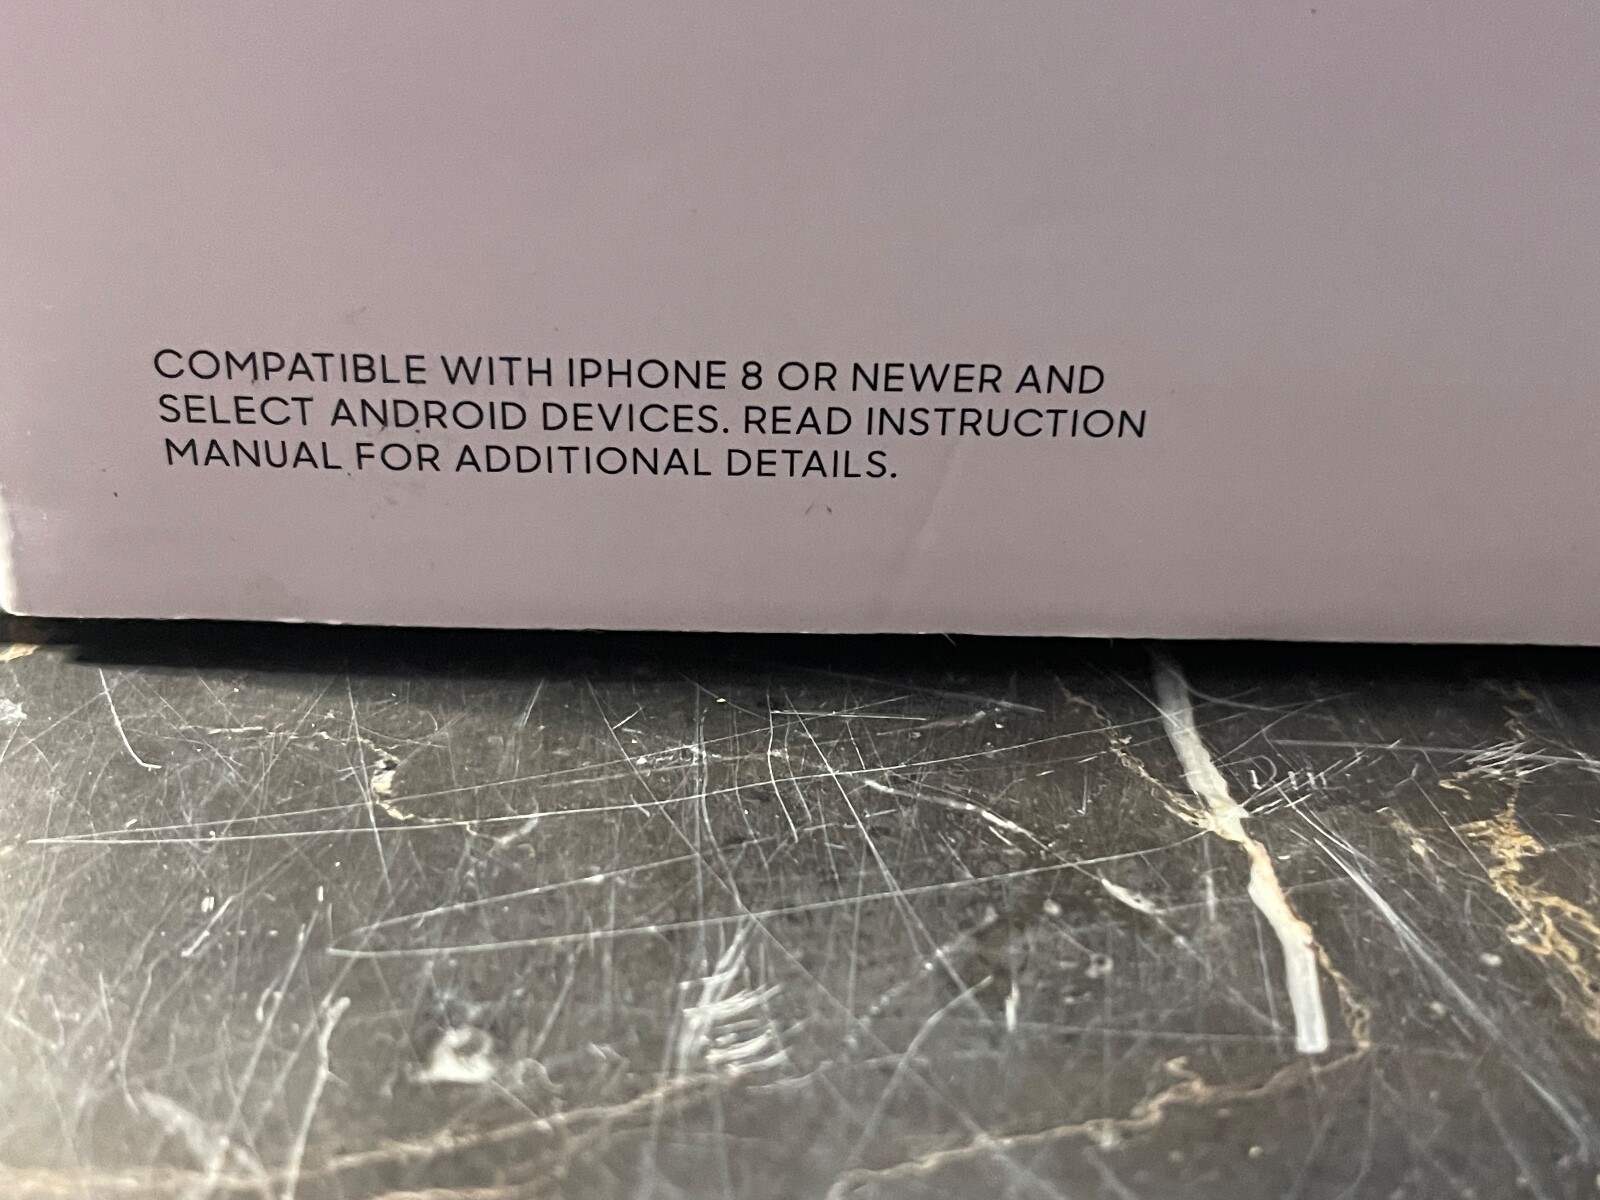 COMPATIBLE WITH IPHONE 8 OR NEWER AND
SELECT ANDROID DEVICES. READ INSTRUCTION
MANUAL FOR ADDITIONAL DETAILS.